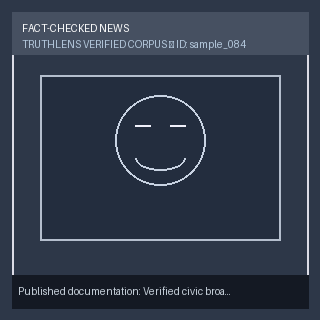 FACT-CHECKED NEWS
TRUTHLENS VERIFIED CORPUS ID: sample_084
Published documentation: Verified civic broa...